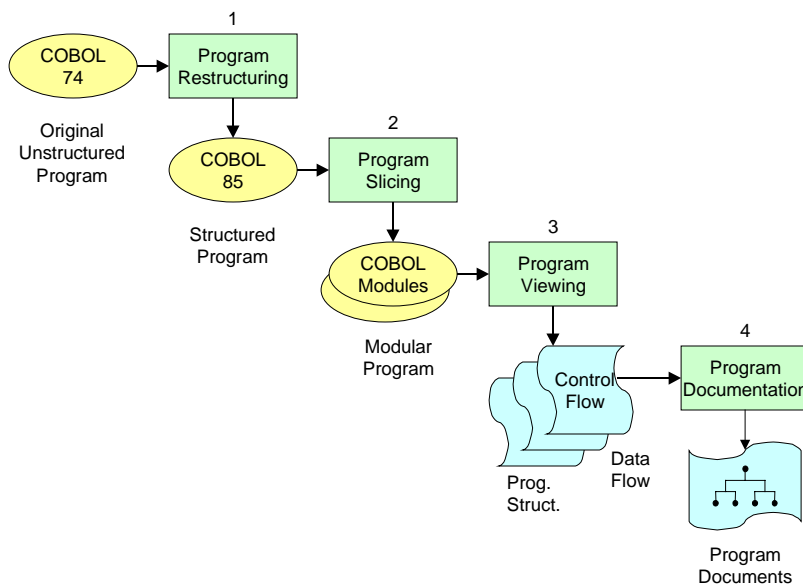 1
COBOL
74
Program
Restructuring
Original
Unstructured
Program
2
COBOL
85
Program
Slicing
Structured
Program
3
COBOL
Modules
Program
Viewing
Modular
Program
4
Control
Flow
Program
Documentation
Prog.
Struct.
Data
Flow
Program
Documents